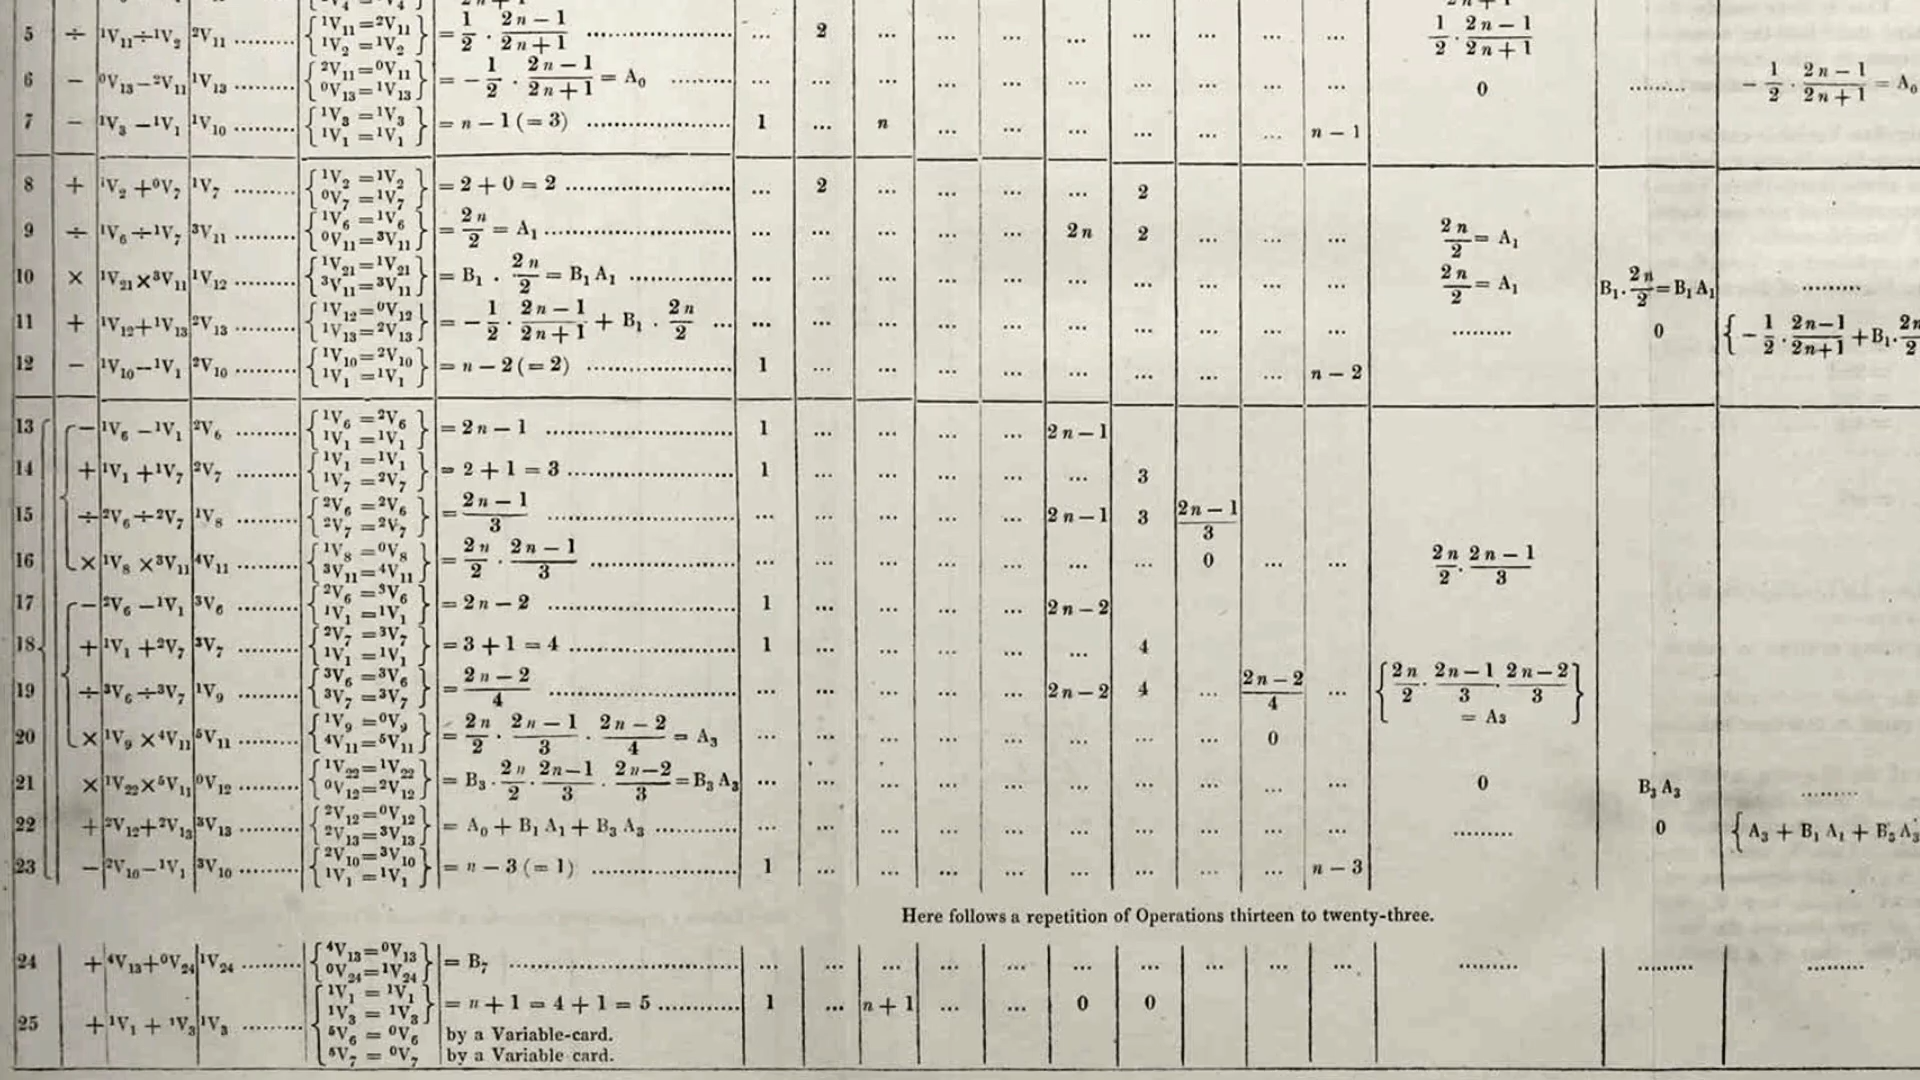 5 ÷ ¹V₁₁÷¹V₂ ²V₁₁ ........ {¹V₁₁=²V₁₁ ¹V₂ =¹V₂} = 1/2 · 2n−1/2n+1 ........ ... 2 ... ... ... ... ... ... ... ... 1/2 · 2n−1/2n+1
6 − ⁰V₁₃−²V₁₁ ¹V₁₃ ........ {²V₁₁=⁰V₁₁ ⁰V₁₃=¹V₁₃} = − 1/2 · 2n−1/2n+1 = A₀ ........ ... ... ... ... ... ... ... ... ... ... 0 ........ − 1/2 · 2n−1/2n+1 = A₀
7 − ¹V₃ −¹V₁ ¹V₁₀ ........ {¹V₃ =¹V₃ ¹V₁ =¹V₁} = n − 1 (= 3) ........ 1 ... n ... ... ... ... ... ... n − 1
8 + ¹V₂ +⁰V₇ ¹V₇ ........ {¹V₂ =¹V₂ ⁰V₇ =¹V₇} = 2 + 0 = 2 ........ ... 2 ... ... ... ... 2
9 ÷ ¹V₆ ÷¹V₇ ³V₁₁ ........ {¹V₆ =¹V₆ ⁰V₁₁=³V₁₁} = 2n/2 = A₁ ........ ... ... ... ... ... 2n 2 ... ... ... 2n/2 = A₁
10 × ¹V₂₁×³V₁₁ ¹V₁₂ ........ {¹V₂₁=¹V₂₁ ³V₁₁=³V₁₁} = B₁ · 2n/2 = B₁ A₁ ........ ... ... ... ... ... ... ... ... ... ... 2n/2 = A₁ B₁· 2n/2 = B₁ A₁ ........
11 + ¹V₁₂+¹V₁₃ ²V₁₃ ........ {¹V₁₂=⁰V₁₂ ¹V₁₃=²V₁₃} = − 1/2 · 2n−1/2n+1 + B₁ · 2n/2 ... ... ... ... ... ... ... ... ... ... ... ........ 0 {− 1/2 · 2n−1/2n+1 + B₁· 2n/2
12 − ¹V₁₀−¹V₁ ²V₁₀ ........ {¹V₁₀=²V₁₀ ¹V₁ =¹V₁} = n − 2 (= 2) ........ 1 ... ... ... ... ... ... ... ... n − 2
13 − ¹V₆ −¹V₁ ²V₆ ........ {¹V₆ =²V₆ ¹V₁ =¹V₁} = 2n − 1 ........ 1 ... ... ... ... 2n − 1
14 + ¹V₁ +¹V₇ ²V₇ ........ {¹V₁ =¹V₁ ¹V₇ =²V₇} = 2 + 1 = 3 ........ 1 ... ... ... ... ... 3
15 ÷ ²V₆ ÷²V₇ ¹V₈ ........ {²V₆ =²V₆ ²V₇ =²V₇} = 2n−1/3 ........ ... ... ... ... ... 2n − 1 3 2n−1/3
16 × ¹V₈ ×³V₁₁ ⁴V₁₁ ........ {¹V₈ =⁰V₈ ³V₁₁=⁴V₁₁} = 2n/2 · 2n−1/3 ........ ... ... ... ... ... ... ... 0 ... ... 2n/2 · 2n−1/3
17 − ²V₆ −¹V₁ ³V₆ ........ {²V₆ =³V₆ ¹V₁ =¹V₁} = 2n − 2 ........ 1 ... ... ... ... 2n − 2
18 + ¹V₁ +²V₇ ³V₇ ........ {²V₇ =³V₇ ¹V₁ =¹V₁} = 3 + 1 = 4 ........ 1 ... ... ... ... ... 4
19 ÷ ³V₆ ÷³V₇ ¹V₉ ........ {³V₆ =³V₆ ³V₇ =³V₇} = 2n−2/4 ........ ... ... ... ... ... 2n − 2 4 ... 2n−2/4 ... {2n/2 · 2n−1/3 · 2n−2/3 = A₃}
20 × ¹V₉ ×⁴V₁₁ ⁵V₁₁ ........ {¹V₉ =⁰V₉ ⁴V₁₁=⁵V₁₁} = 2n/2 · 2n−1/3 · 2n−2/4 = A₃ ... ... ... ... ... ... ... ... 0 ...
21 × ¹V₂₂×⁵V₁₁ ⁰V₁₂ ........ {¹V₂₂=¹V₂₂ ⁰V₁₂=²V₁₂} = B₃ · 2n/2 · 2n−1/3 · 2n−2/3 = B₃ A₃ ... ... ... ... ... ... ... ... ... ... 0 B₃ A₃ ........
22 + ²V₁₂+²V₁₃ ³V₁₃ ........ {²V₁₂=⁰V₁₂ ²V₁₃=³V₁₃} = A₀ + B₁ A₁ + B₃ A₃ ........ ... ... ... ... ... ... ... ... ... ... ........ 0 {A₃ + B₁ A₁ + B₃ A₃
23 − ²V₁₀−¹V₁ ³V₁₀ ........ {²V₁₀=³V₁₀ ¹V₁ =¹V₁} = n − 3 (= 1) ........ 1 ... ... ... ... ... ... ... ... n − 3
Here follows a repetition of Operations thirteen to twenty-three.
24 + ⁴V₁₃+⁰V₂₄ ¹V₂₄ ........ {⁴V₁₃=⁰V₁₃ ⁰V₂₄=¹V₂₄} = B₇ ........ ... ... ... ... ... ... ... ... ... ... ........ ........ ........
25 + ¹V₁ + ¹V₃ ¹V₃ ........ {¹V₁ = ¹V₁ ¹V₃ = ¹V₃} = n + 1 = 4 + 1 = 5 ........ 1 ... n + 1 ... ... 0 0
⁵V₆ = ⁰V₆ by a Variable-card.
⁵V₇ = ⁰V₇ by a Variable card.